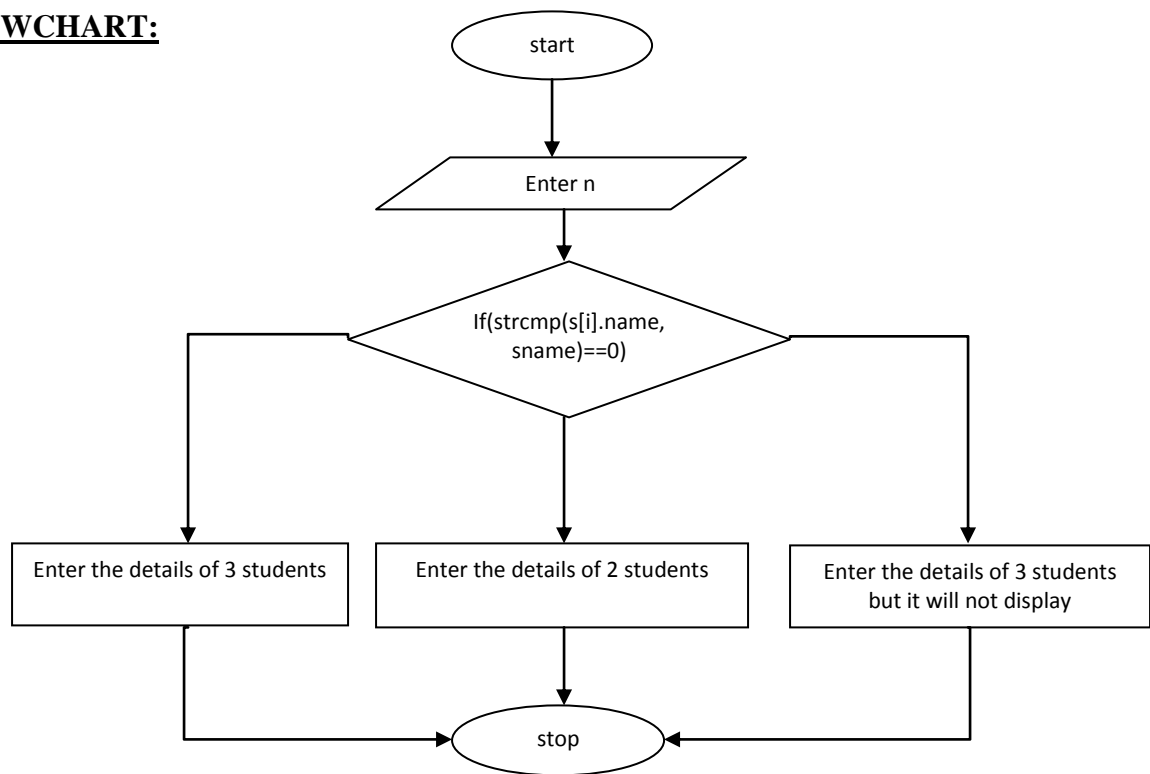 WCHART:
start
Enter n
If(strcmp(s[i].name,
sname)==0)
Enter the details of 3 students
Enter the details of 2 students
Enter the details of 3 students
but it will not display
stop